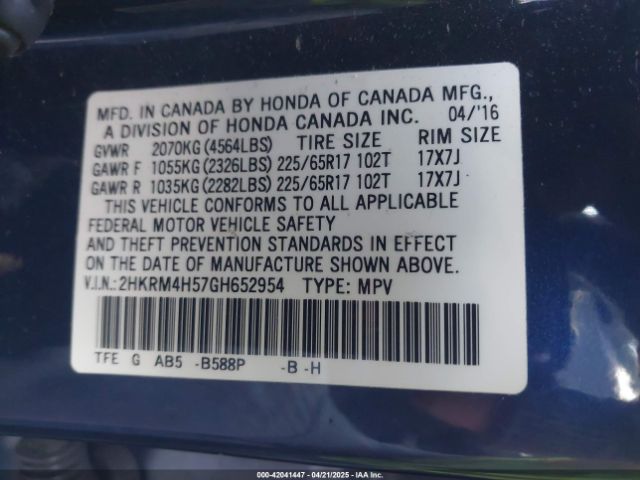 MFD. IN CANADA BY HONDA OF CANADA MFG.,
A DIVISION OF HONDA CANADA INC. 04/'16
GVWR 2070KG (4564LBS) TIRE SIZE RIM SIZE
GAWR F 1055KG (2326LBS) 225/65R17 102T 17X7J
GAWR R 1035KG (2282LBS) 225/65R17 102T 17X7J
THIS VEHICLE CONFORMS TO ALL APPLICABLE
FEDERAL MOTOR VEHICLE SAFETY
AND THEFT PREVENTION STANDARDS IN EFFECT
ON THE DATE OF MANUFACTURE SHOWN ABOVE.
V.I.N.:2HKRM4H57GH652954 TYPE: MPV
TFE G AB5 -B588P -B -H
000-42041447 - 04/21/2025 - IAA Inc.